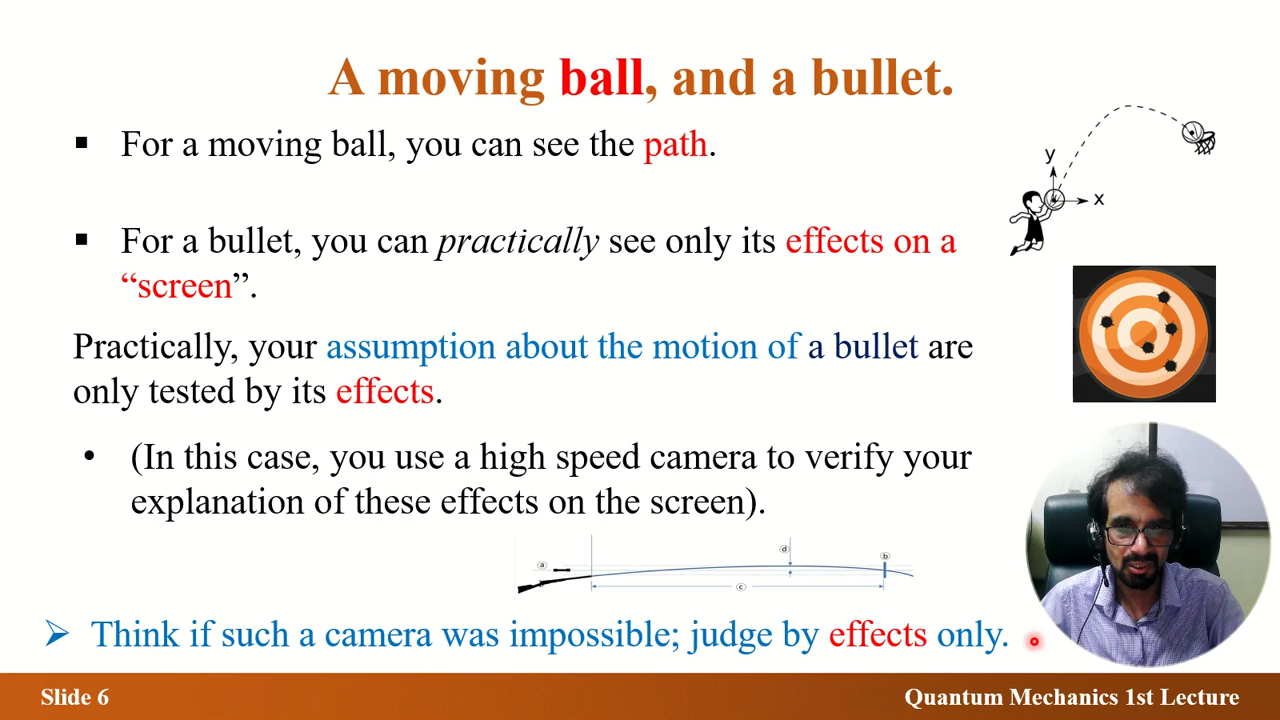 A moving ball, and a bullet.
▪ For a moving ball, you can see the path.
▪ For a bullet, you can practically see only its effects on a
“screen”.
Practically, your assumption about the motion of a bullet are
only tested by its effects.
• (In this case, you use a high speed camera to verify your
explanation of these effects on the screen).
➢ Think if such a camera was impossible; judge by effects only.
y
x
a
d
b
c
Slide 6
Quantum Mechanics 1st Lecture